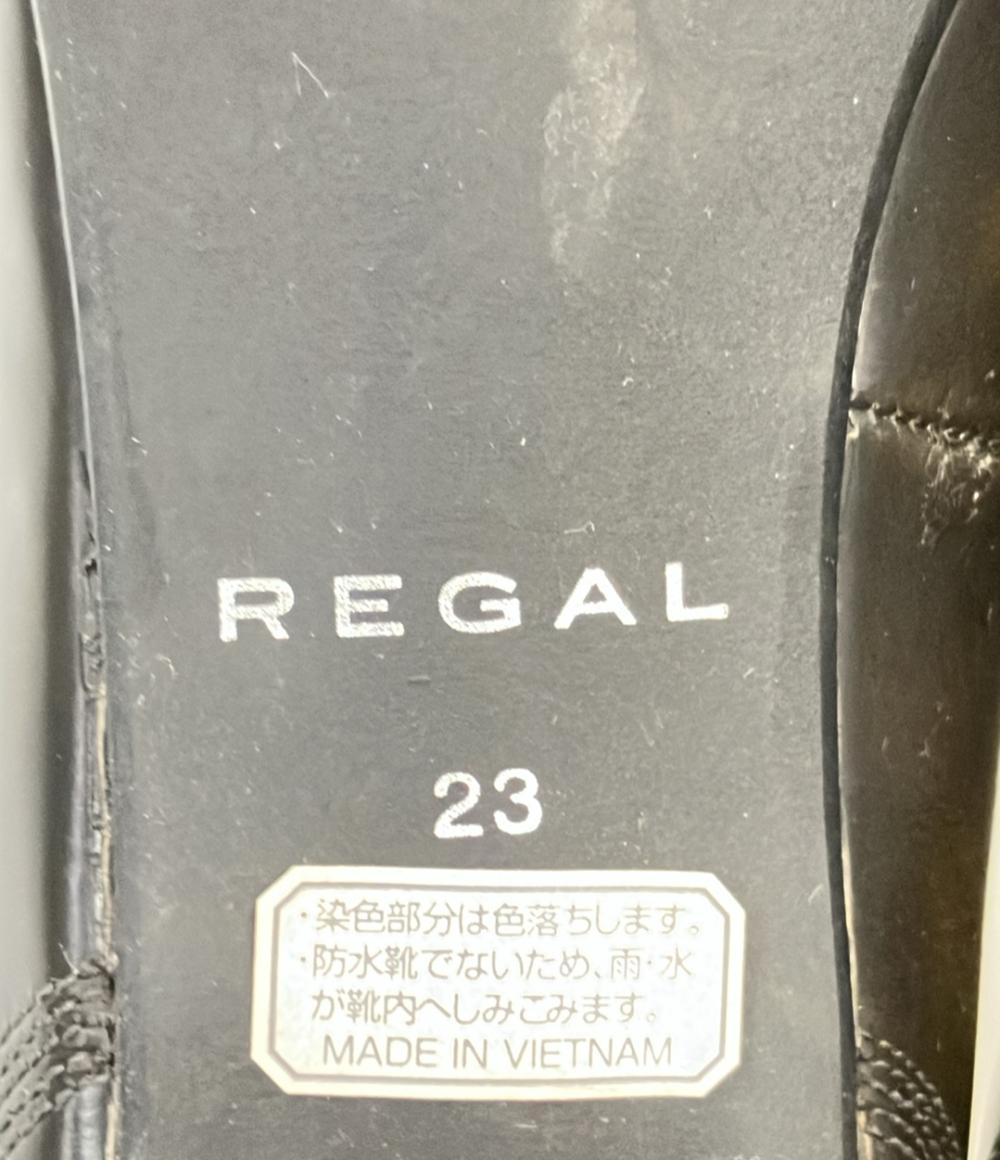 REGAL
23
・染色部分は色落ちします。
・防水靴でないため、雨・水
が靴内へしみこみます。
MADE IN VIETNAM